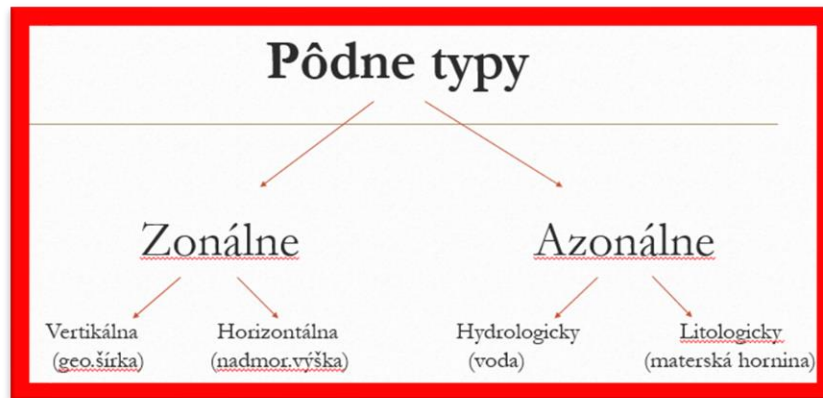 Pôdne typy
Zonálne
Azonálne
Vertikálna
(geo.šírka)
Horizontálna
(nadmor.výška)
Hydrologicky
(voda)
Litologicky
(materská hornina)